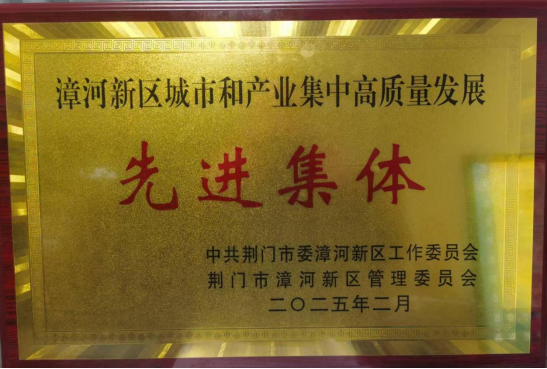 漳河新区城市和产业集中高质量发展
先进集体
中共荆门市委漳河新区工作委员会
荆门市漳河新区管理委员会
二〇二五年二月